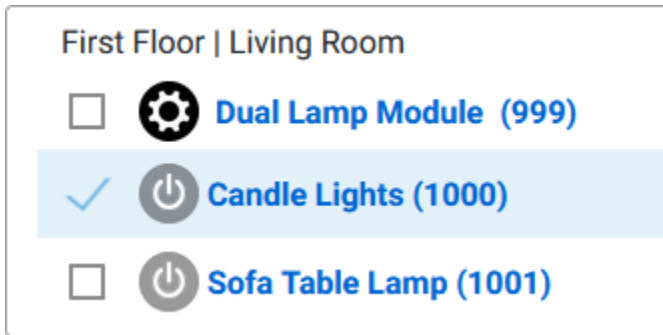 First Floor | Living Room
Dual Lamp Module (999)
Candle Lights (1000)
Sofa Table Lamp (1001)